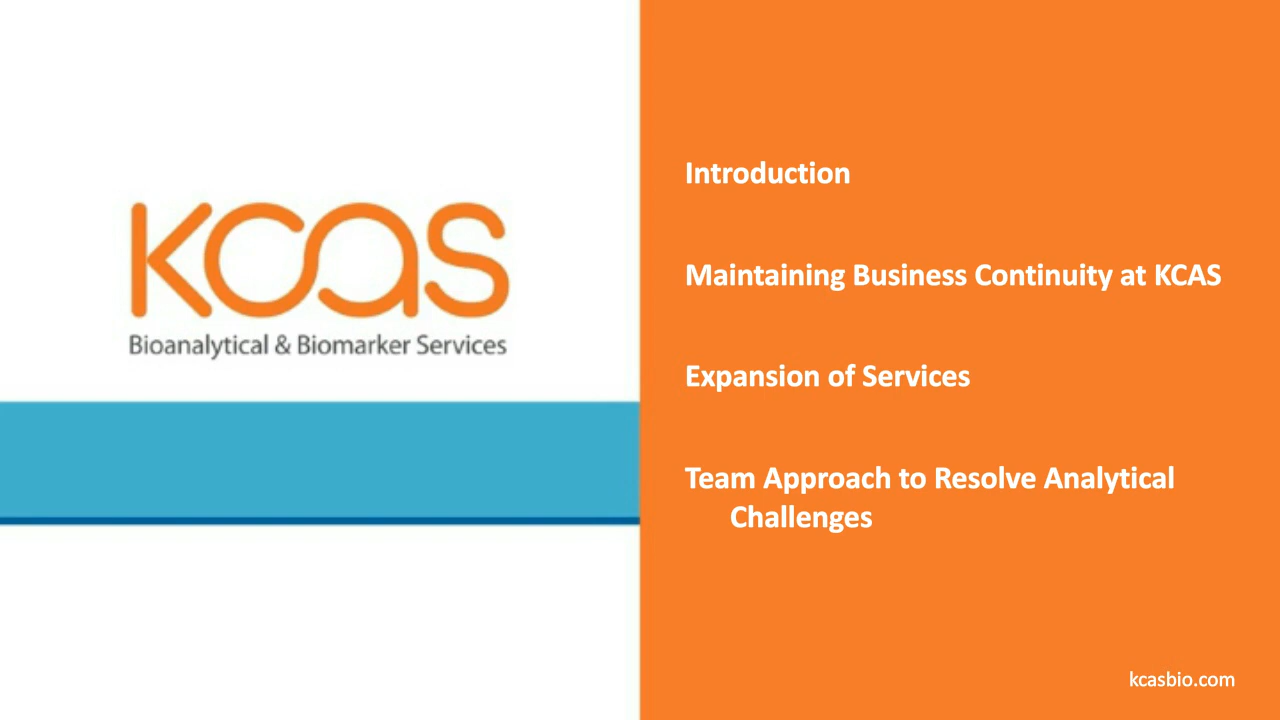 KCAS
Bioanalytical & Biomarker Services
Introduction
Maintaining Business Continuity at KCAS
Expansion of Services
Team Approach to Resolve Analytical
Challenges
kcasbio.com